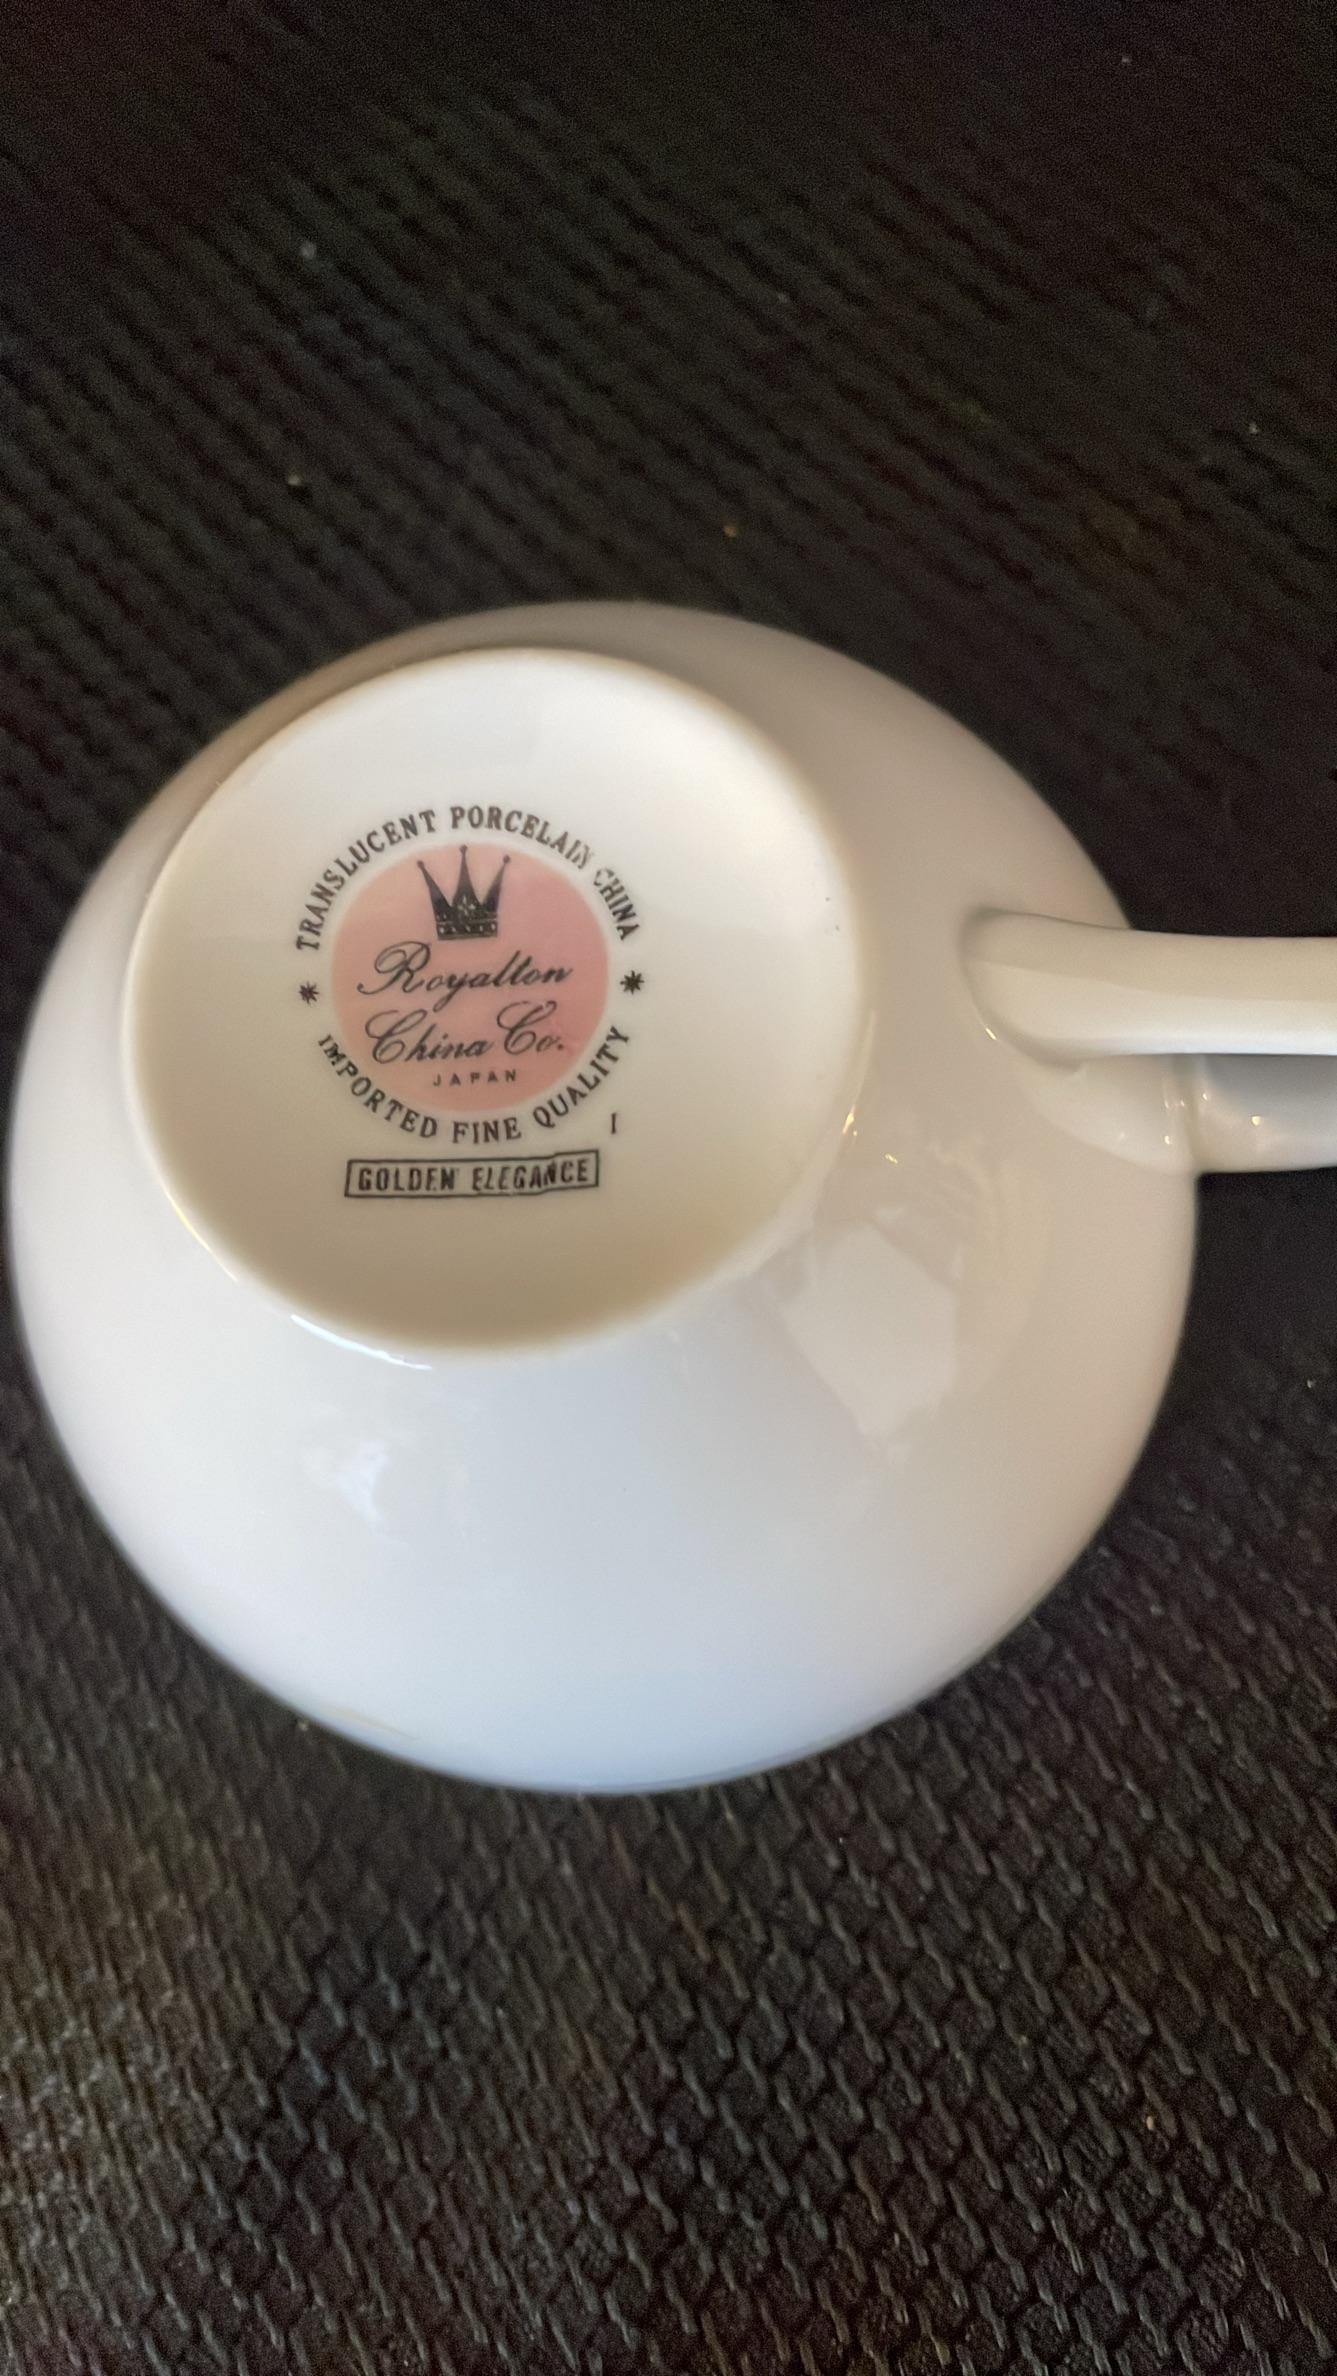 TRANSLUCENT PORCELAIN CHINA
Royalton
China Co.
JAPAN
IMPORTED FINE QUALITY
I
GOLDEN ELEGANCE